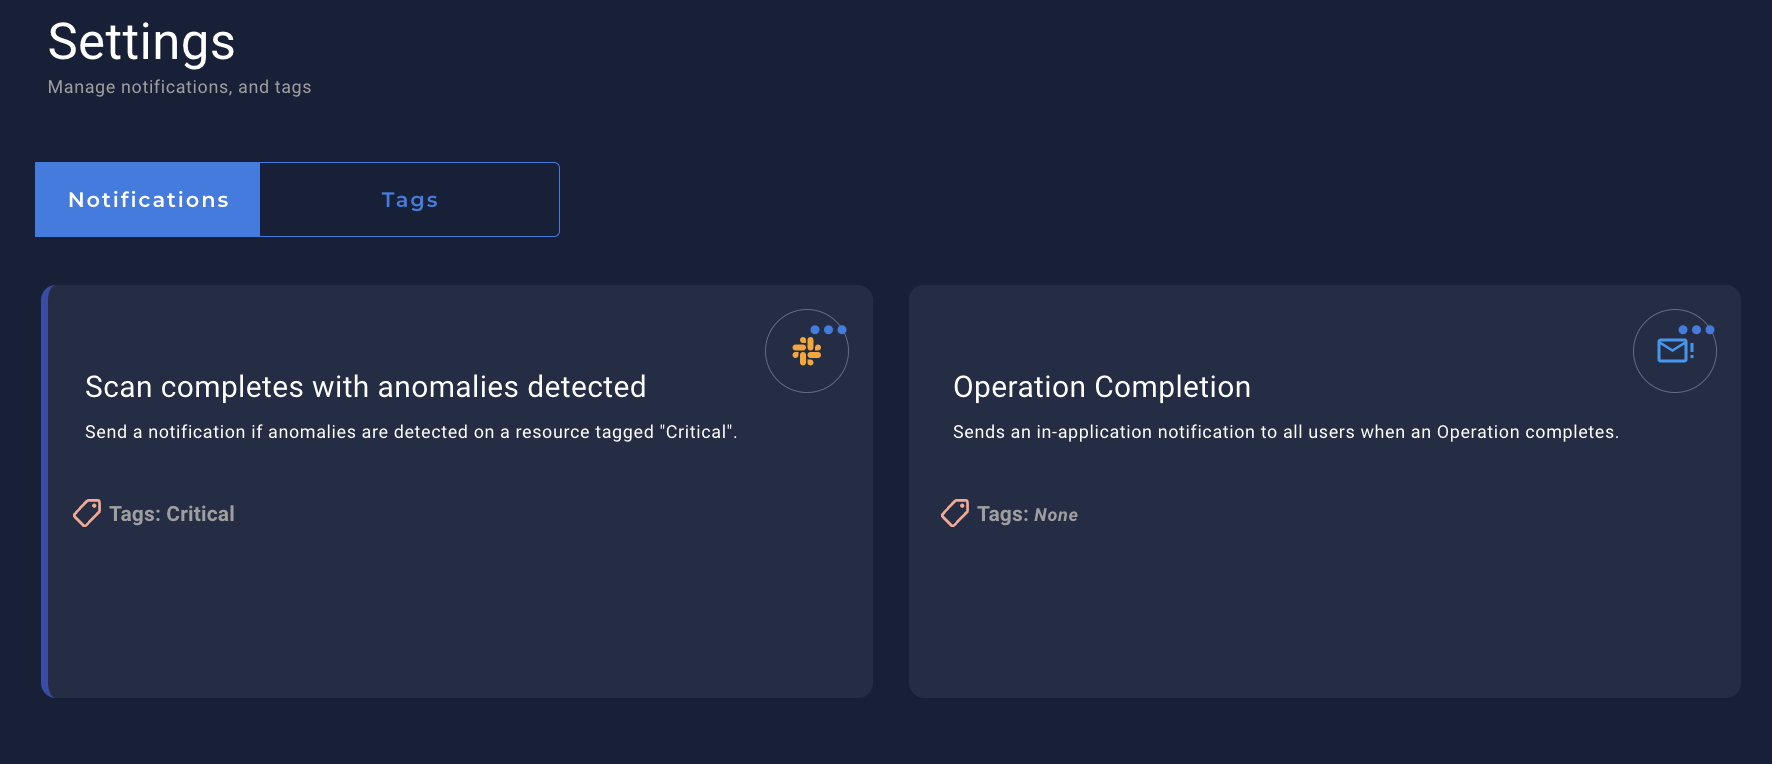 Settings
Manage notifications, and tags
Notifications
Tags
Scan completes with anomalies detected
Send a notification if anomalies are detected on a resource tagged "Critical".
Tags: Critical
Operation Completion
Sends an in-application notification to all users when an Operation completes.
Tags: None